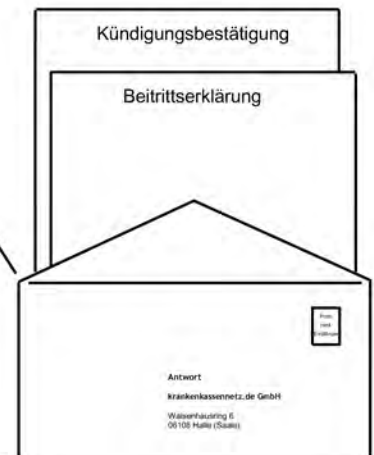 Kündigungsbestätigung
Beitrittserklärung
Antwort
krankenkassennetz.de GmbH
Waisenhausring 6
06108 Halle (Saale)